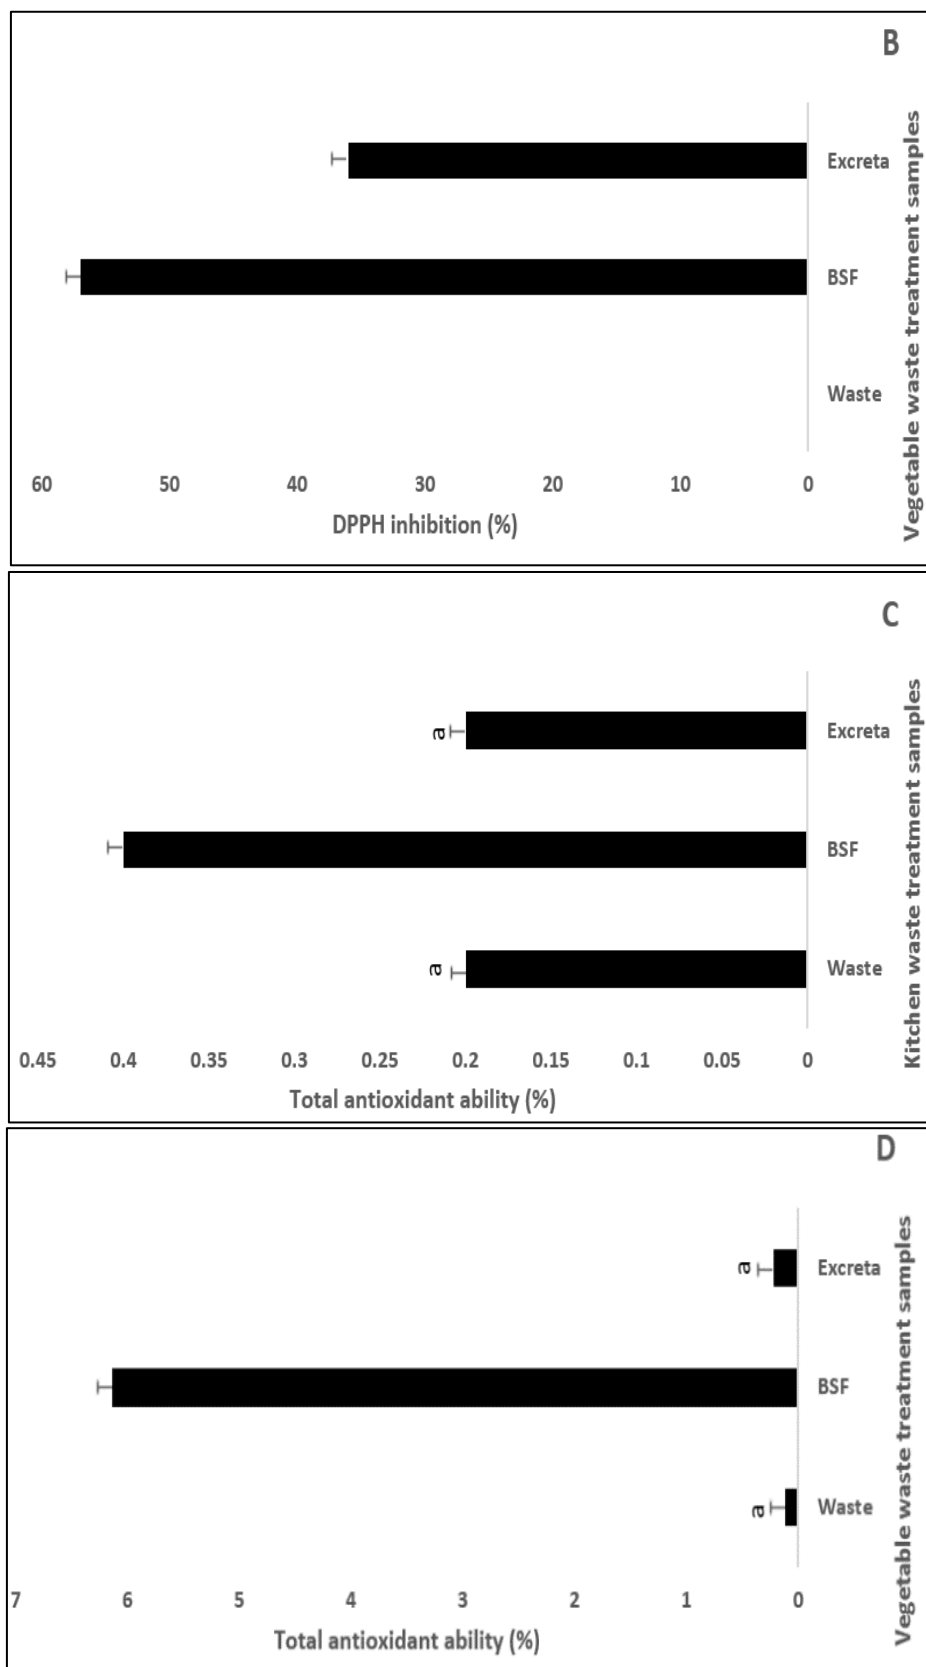 B
Excreta
BSF
Waste
Vegetable waste treatment samples
60 50 40 30 20 10 0
DPPH inhibition (%)
C
a
Excreta
BSF
a
Waste
Kitchen waste treatment samples
0.45 0.4 0.35 0.3 0.25 0.2 0.15 0.1 0.05 0
Total antioxidant ability (%)
D
a
Excreta
BSF
a
Waste
Vegetable waste treatment samples
7 6 5 4 3 2 1 0
Total antioxidant ability (%)